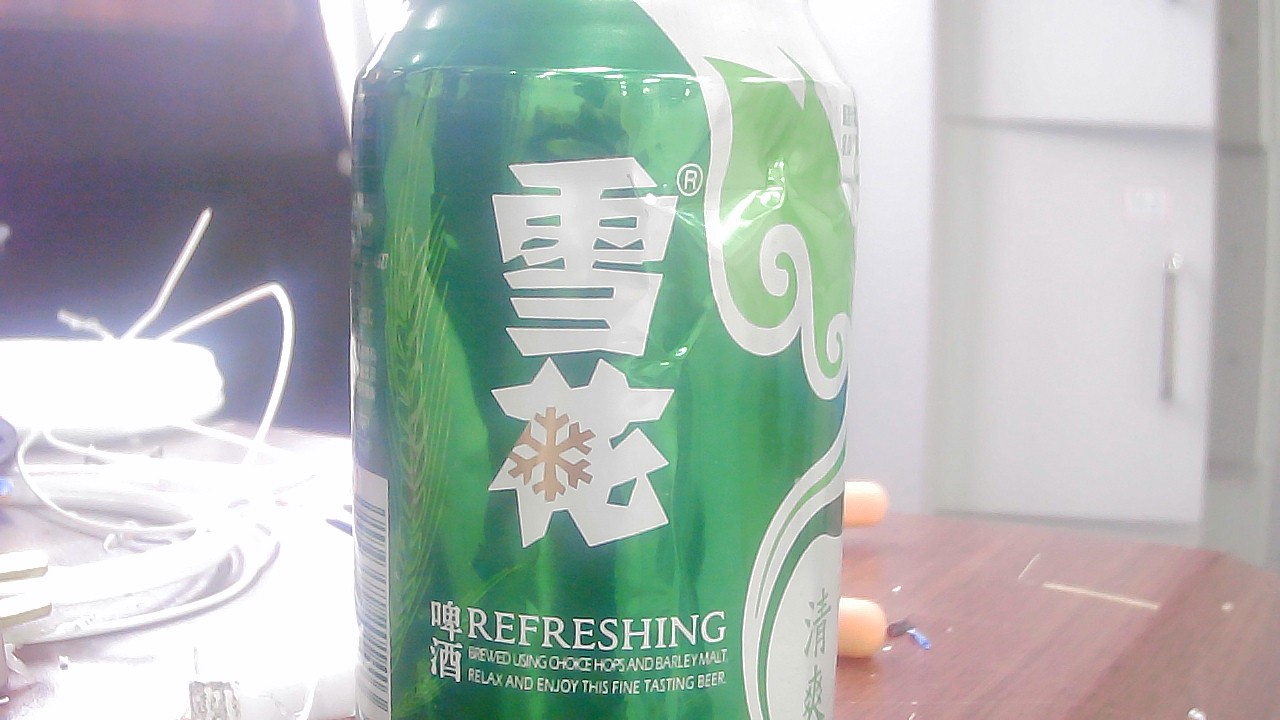 雪花®
啤酒
REFRESHING
BREWED USING CHOICE HOPS AND BARLEY MALT.
RELAX AND ENJOY THIS FINE TASTING BEER.
清爽